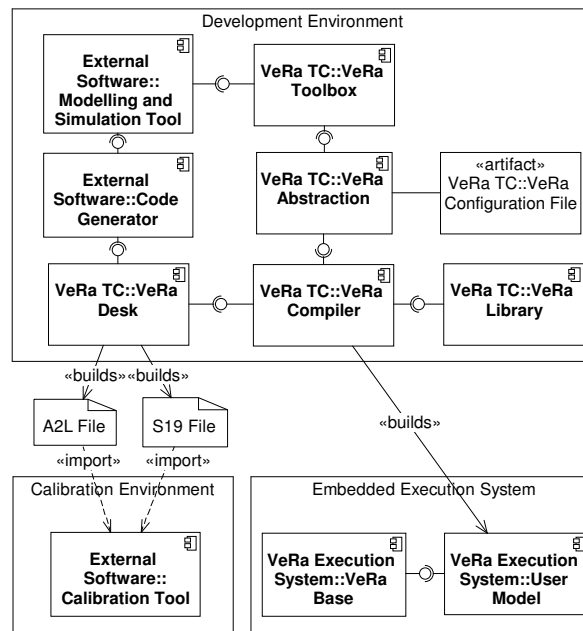 Development Environment
External
Software::
Modelling and
Simulation Tool
VeRa TC::VeRa
Toolbox
External
Software::Code
Generator
VeRa TC::VeRa
Abstraction
«artifact»
VeRa TC::VeRa
Configuration File
VeRa TC::VeRa
Desk
VeRa TC::VeRa
Compiler
VeRa TC::VeRa
Library
«builds»
«builds»
A2L File
S19 File
«builds»
«import»
«import»
Calibration Environment
External
Software::
Calibration Tool
Embedded Execution System
VeRa Execution
System::VeRa
Base
VeRa Execution
System::User
Model